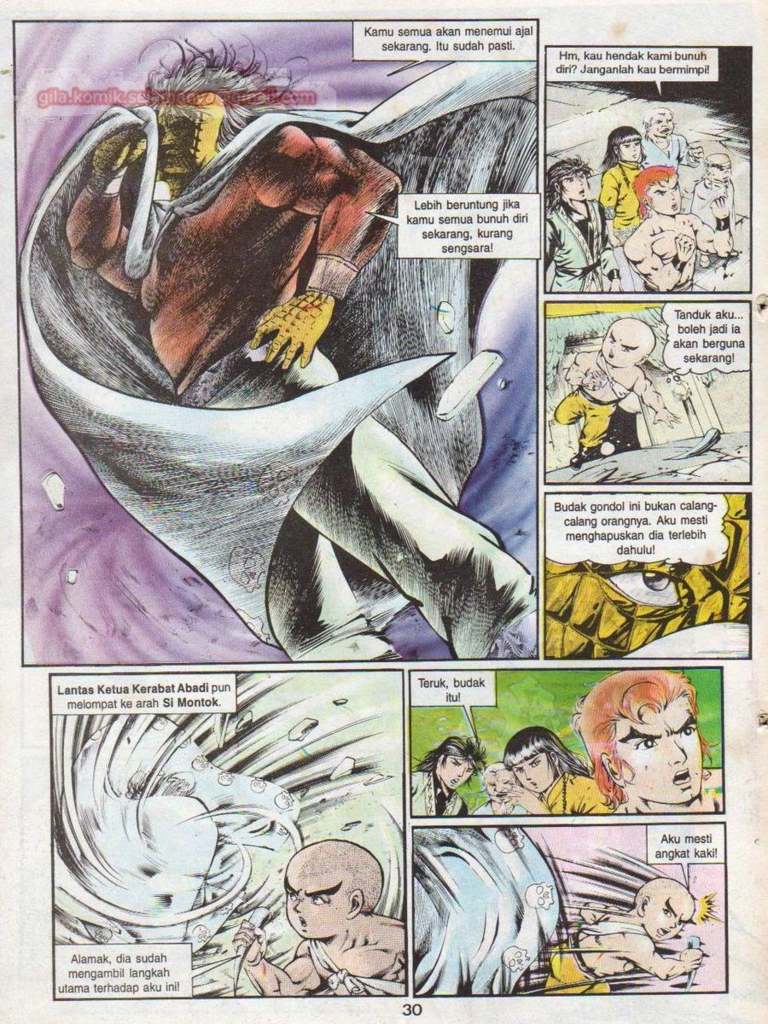 Kamu semua akan menemui ajal
sekarang. Itu sudah pasti.
Lebih beruntung jika
kamu semua bunuh diri
sekarang, kurang
sengsara!
Hm, kau hendak kami bunuh
diri? Janganlah kau bermimpi!
Tanduk aku...
boleh jadi ia
akan berguna
sekarang!
Budak gondol ini bukan calang-
calang orangnya. Aku mesti
menghapuskan dia terlebih
dahulu!
Lantas Ketua Kerabat Abadi pun
melompat ke arah Si Montok.
Alamak, dia sudah
mengambil langkah
utama terhadap aku ini!
Teruk, budak
itu!
Aku mesti
angkat kaki!
30